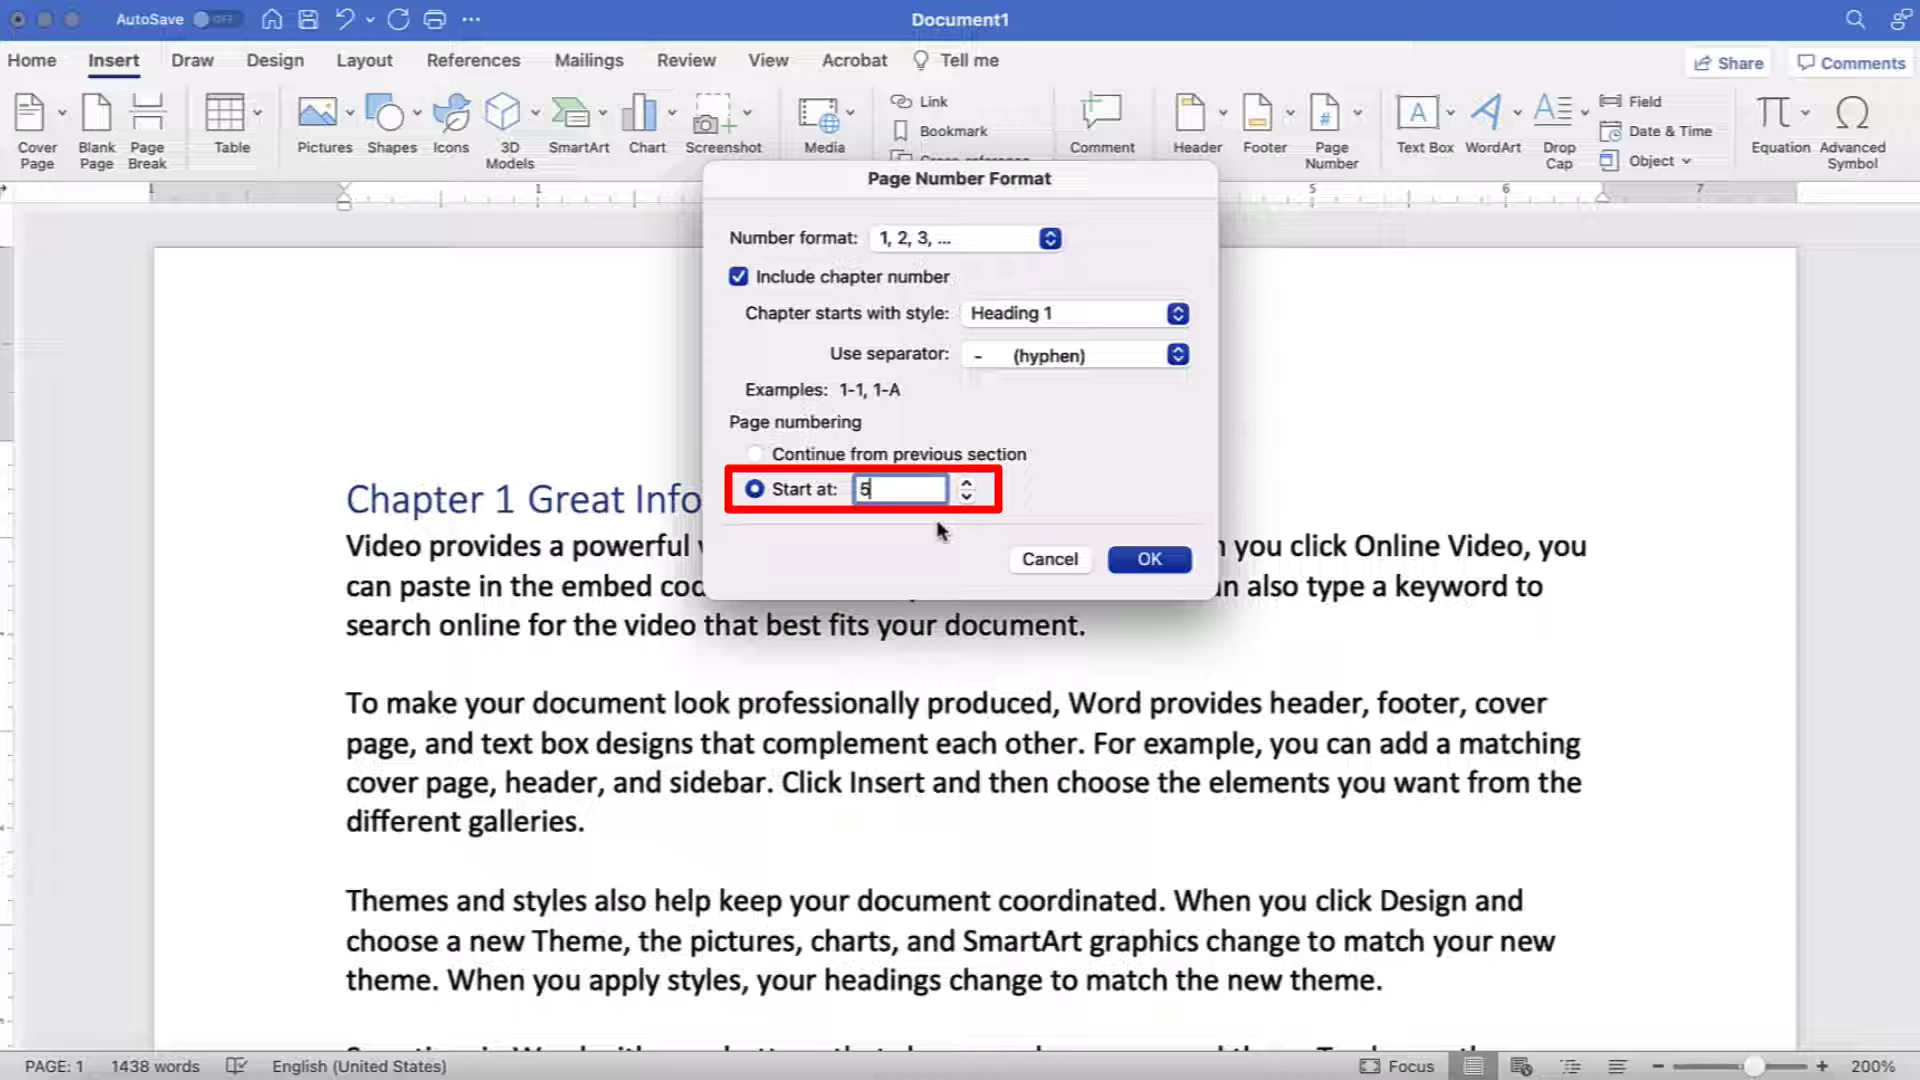 AutoSave OFF
Document1
Home Insert Draw Design Layout References Mailings Review View Acrobat Tell me
Share Comments
Cover Page
Blank Page
Page Break
Table
Pictures
Shapes
Icons
3D Models
SmartArt
Chart
Screenshot
Media
Link
Bookmark
Comment
Header
Footer
Page Number
Text Box
WordArt
Drop Cap
Field
Date & Time
Object
Equation
Advanced Symbol
1 1 5 6 7
Page Number Format
Number format: 1, 2, 3, ...
Include chapter number
Chapter starts with style: Heading 1
Use separator: - (hyphen)
Examples: 1-1, 1-A
Page numbering
Continue from previous section
Start at: 5
Cancel OK
Chapter 1 Great Info
Video provides a powerful you click Online Video, you
can paste in the embed also type a keyword to
search online for the video that best fits your document.
To make your document look professionally produced, Word provides header, footer, cover
page, and text box designs that complement each other. For example, you can add a matching
cover page, header, and sidebar. Click Insert and then choose the elements you want from the
different galleries.
Themes and styles also help keep your document coordinated. When you click Design and
choose a new Theme, the pictures, charts, and SmartArt graphics change to match your new
theme. When you apply styles, your headings change to match the new theme.
PAGE: 1 1438 words English (United States) Focus 200%